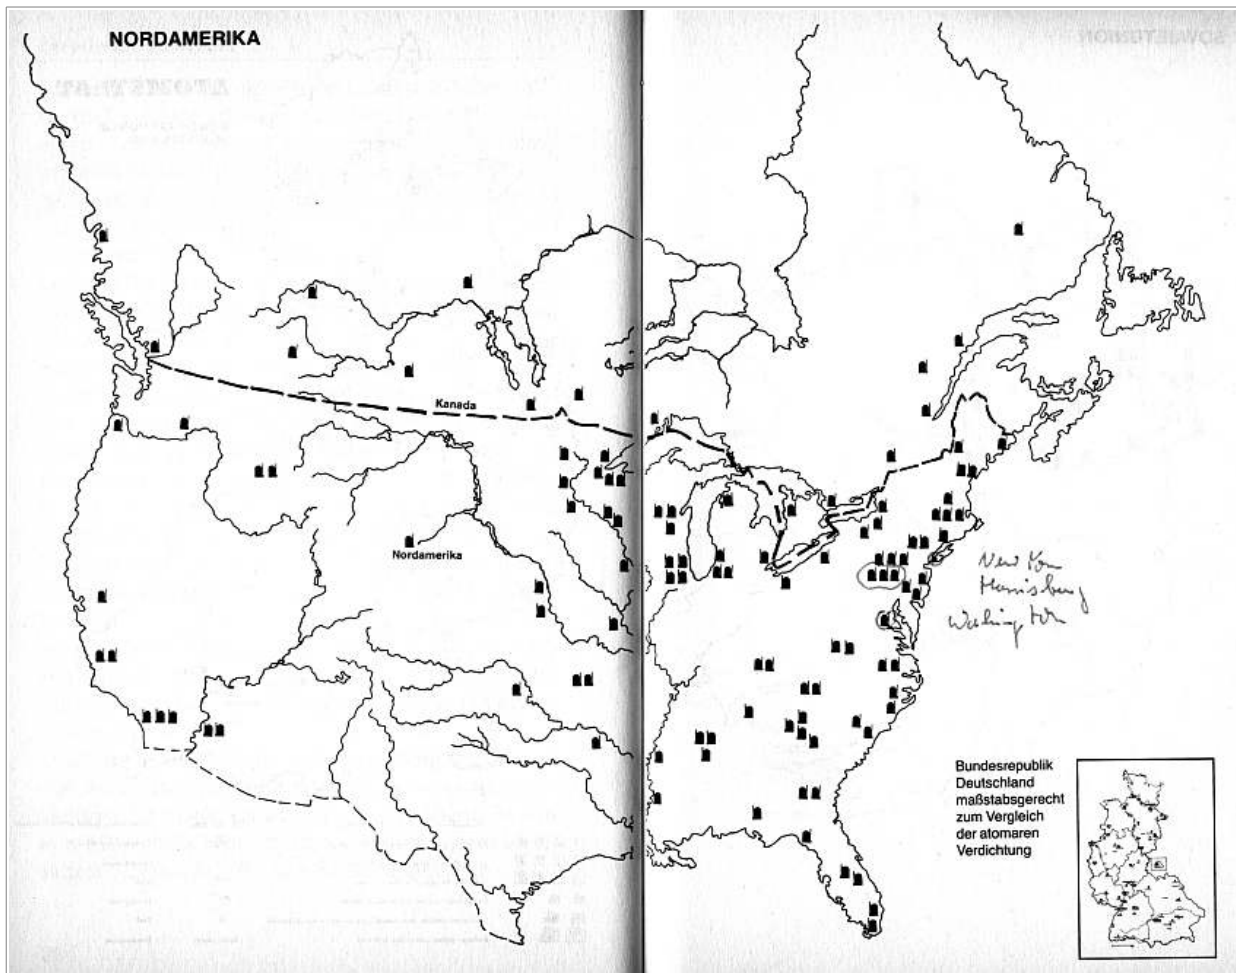 NORDAMERIKA
Kanada
Nordamerika
New York
Harrisburg
Washington
Bundesrepublik
Deutschland
maßstabsgerecht
zum Vergleich
der atomaren
Verdichtung